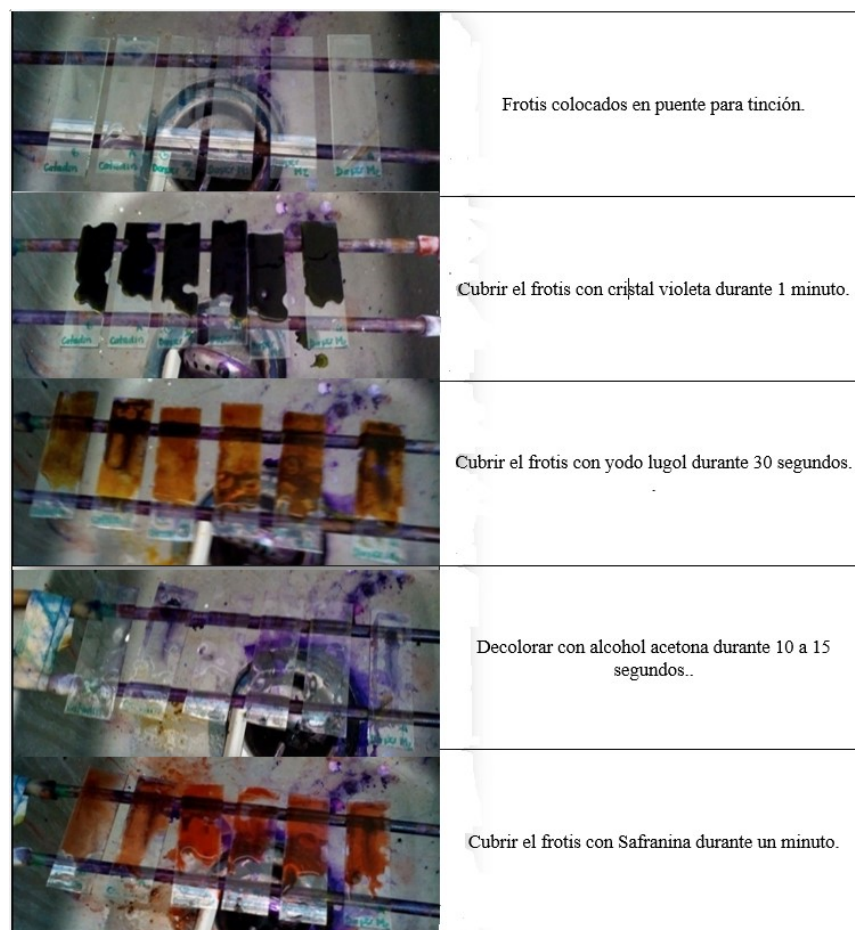 Frotis colocados en puente para tinción.
Cubrir el frotis con cristal violeta durante 1 minuto.
Cubrir el frotis con yodo lugol durante 30 segundos.
.
Decolorar con alcohol acetona durante 10 a 15
segundos..
Cubrir el frotis con Safranina durante un minuto.